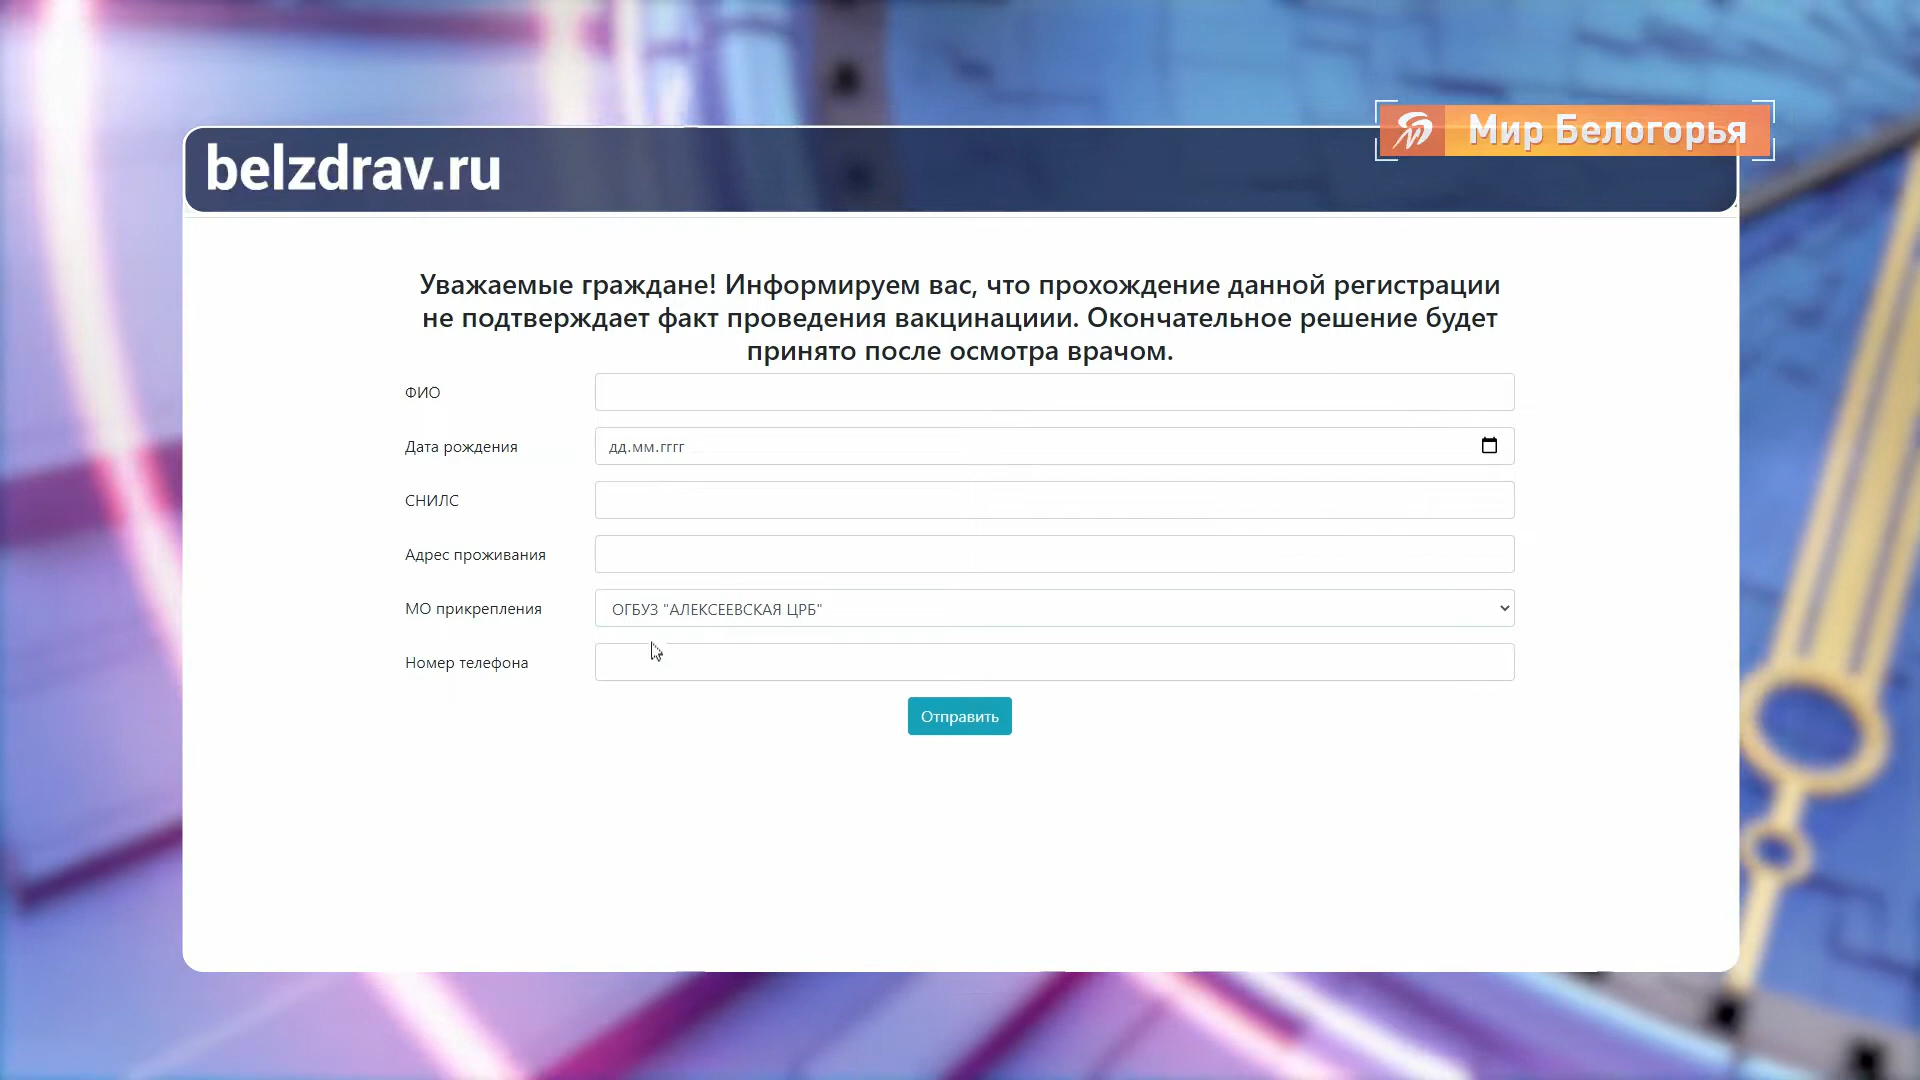 Мир Белогорья
belzdrav.ru
Уважаемые граждане! Информируем вас, что прохождение данной регистрации
не подтверждает факт проведения вакцинациии. Окончательное решение будет
принято после осмотра врачом.
ФИО
Дата рождения дд.мм.гггг
СНИЛС
Адрес проживания
МО прикрепления ОГБУЗ "АЛЕКСЕЕВСКАЯ ЦРБ"
Номер телефона
Отправить